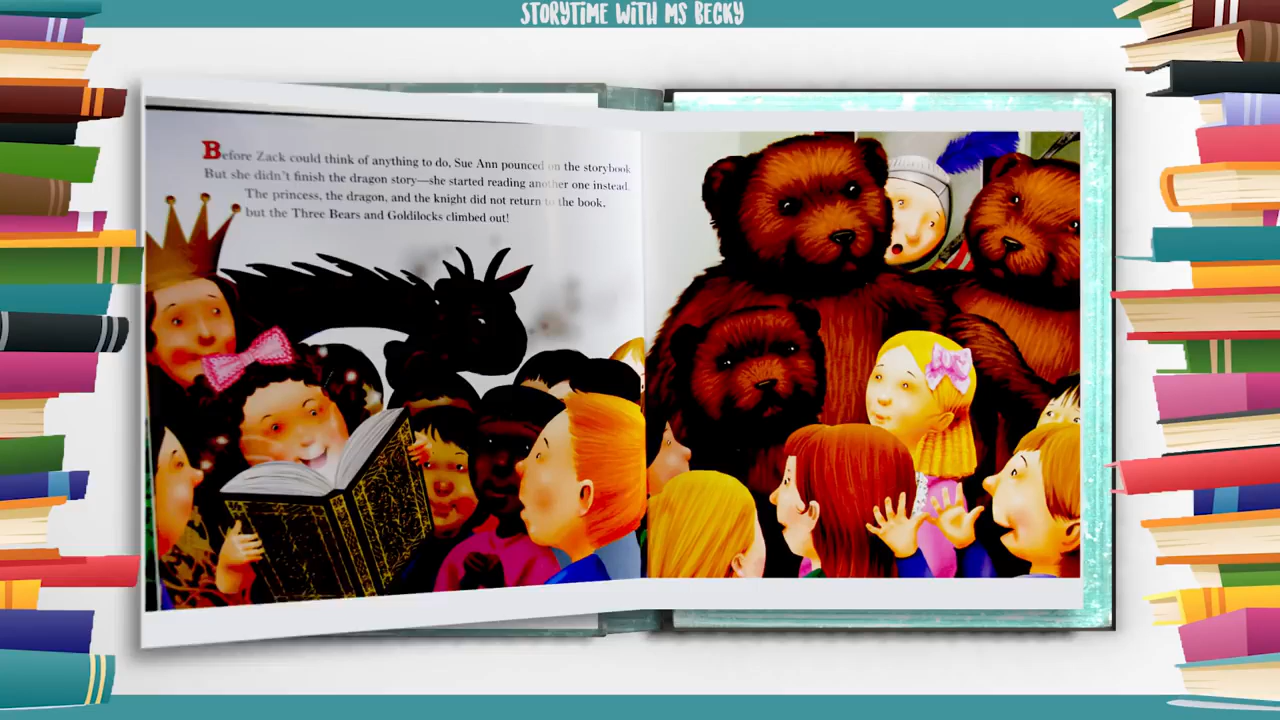 STORYTIME WITH MS BECKY
Before Zack could think of anything to do, Sue Ann pounced on the storybook
But she didn't finish the dragon story—she started reading another one instead.
The princess, the dragon, and the knight did not return to the book,
but the Three Bears and Goldilocks climbed out!